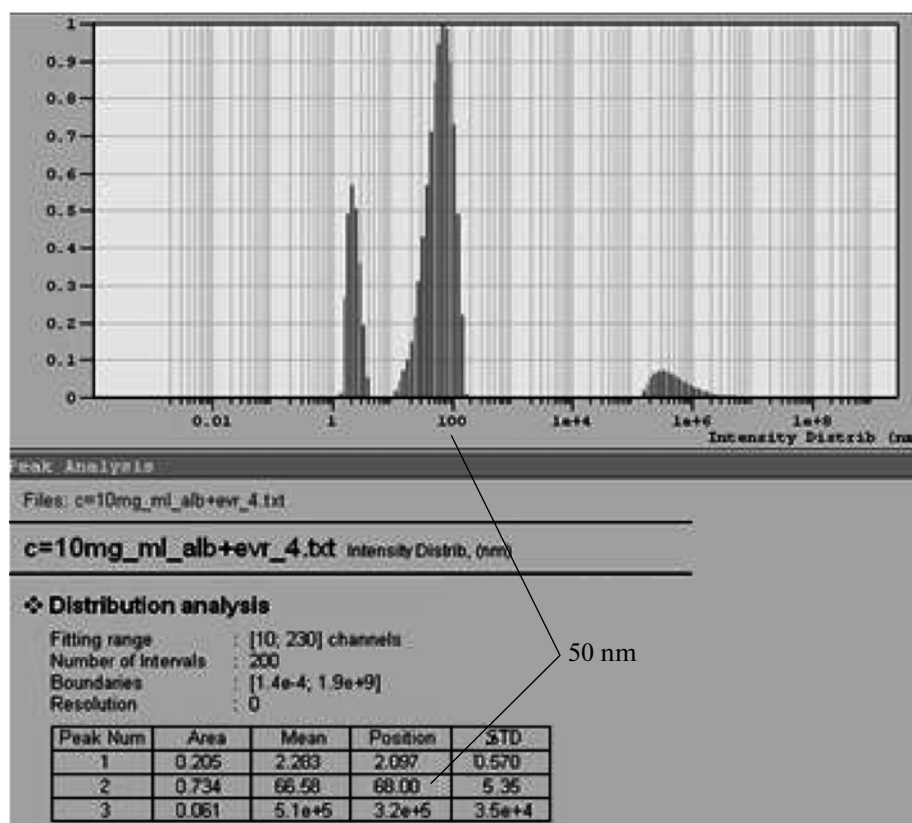 1
0.9
0.8
0.7
0.6
0.5
0.4
0.3
0.2
0.1
0
0.01 1 100 1e+4 1e+6 1e+8
Intensity Distrib (nm
Peak Analysis
Files: c=10mg_ml_alb+evr_4.txt
c=10mg_ml_alb+evr_4.txt Intensity Distrib, (nm)
❖ Distribution analysis
Fitting range : [10; 230] channels
Number of Intervals : 200
Boundaries : [1.4e-4; 1.9e+9]
Resolution : 0
50 nm
Peak Num Area Mean Position STD
1 0.205 2.283 2.097 0.570
2 0.734 66.58 68.00 5.35
3 0.061 5.1e+5 3.2e+5 3.5e+4